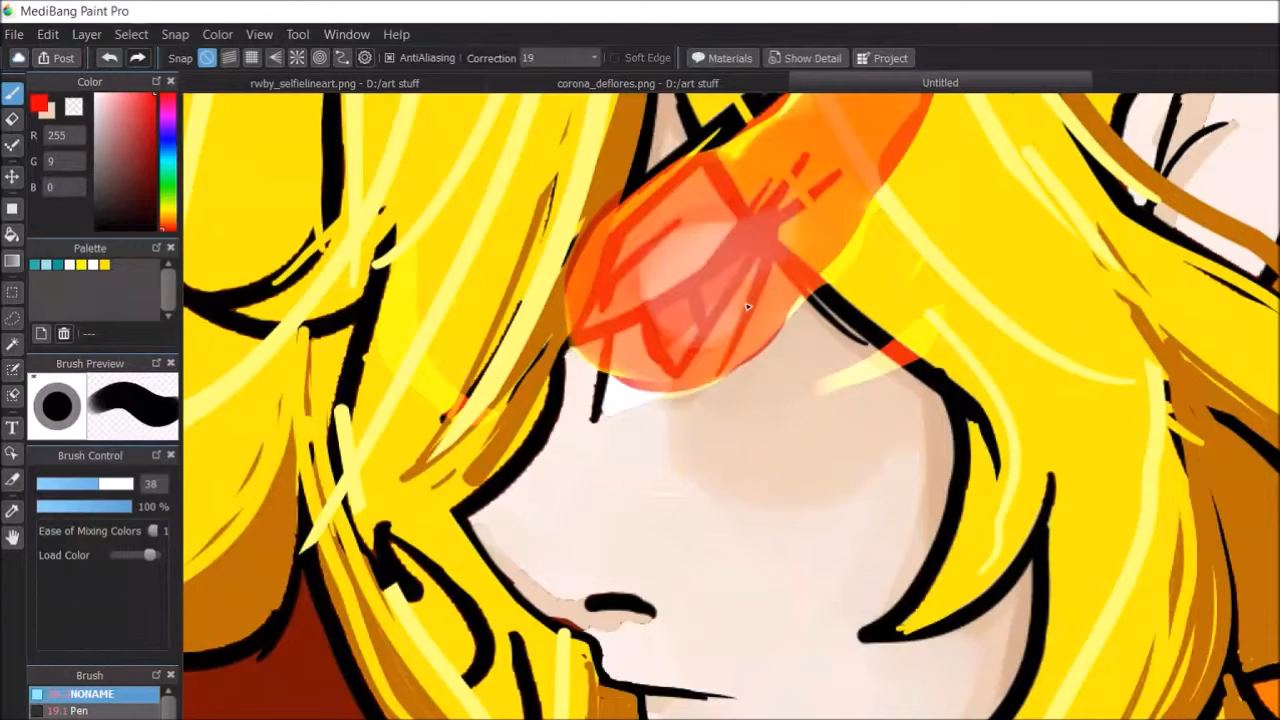 MediBang Paint Pro
File Edit Layer Select Snap Color View Tool Window Help
Post Snap AntiAliasing Correction 19 Soft Edge Materials Show Detail Project
Color rwby_selfielineart.png - D:/art stuff corona_deflores.png - D:/art stuff Untitled
R 255
G 9
B 0
Palette
---
Brush Preview
Brush Control
38
100 %
Ease of Mixing Colors 1
Load Color
T
Brush
NONAME
19.1 Pen